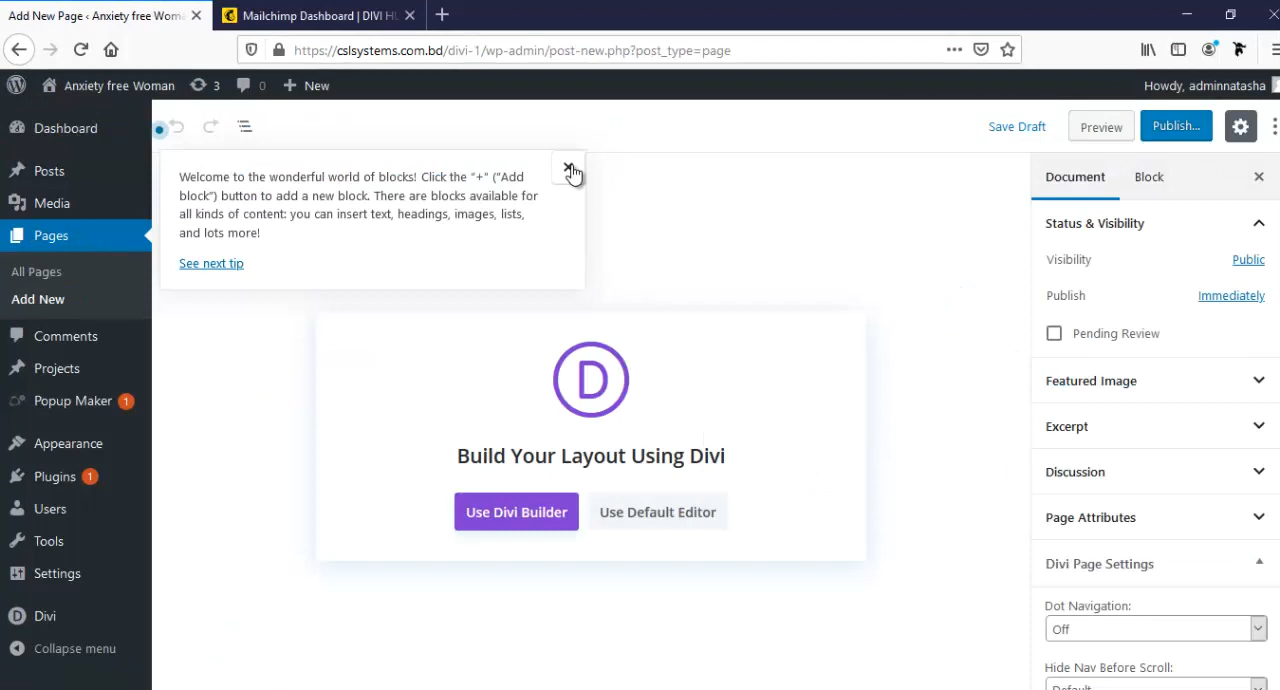 Add New Page ‹ Anxiety free Woma
Mailchimp Dashboard | DIVI HL
https://cslsystems.com.bd/divi-1/wp-admin/post-new.php?post_type=page
Anxiety free Woman
3
0
New
Howdy, adminnatasha
Dashboard
Posts
Media
Pages
All Pages
Add New
Comments
Projects
Popup Maker 1
Appearance
Plugins 1
Users
Tools
Settings
Divi
Collapse menu
Save Draft
Preview
Publish...
Welcome to the wonderful world of blocks! Click the "+" ("Add
block") button to add a new block. There are blocks available for
all kinds of content: you can insert text, headings, images, lists,
and lots more!
See next tip
D
Build Your Layout Using Divi
Use Divi Builder
Use Default Editor
Document
Block
Status & Visibility
Visibility
Public
Publish
Immediately
Pending Review
Featured Image
Excerpt
Discussion
Page Attributes
Divi Page Settings
Dot Navigation:
Off
Hide Nav Before Scroll:
Default